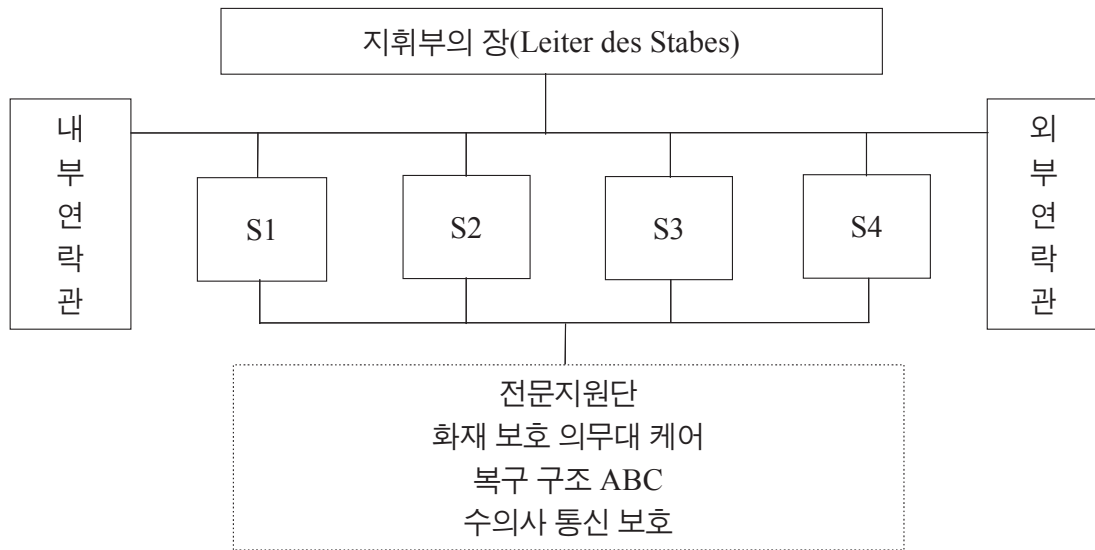 지휘부의 장(Leiter des Stabes)
내부연락관
S1
S2
S3
S4
외부연락관
전문지원단
화재 보호 의무대 케어
복구 구조 ABC
수의사 통신 보호